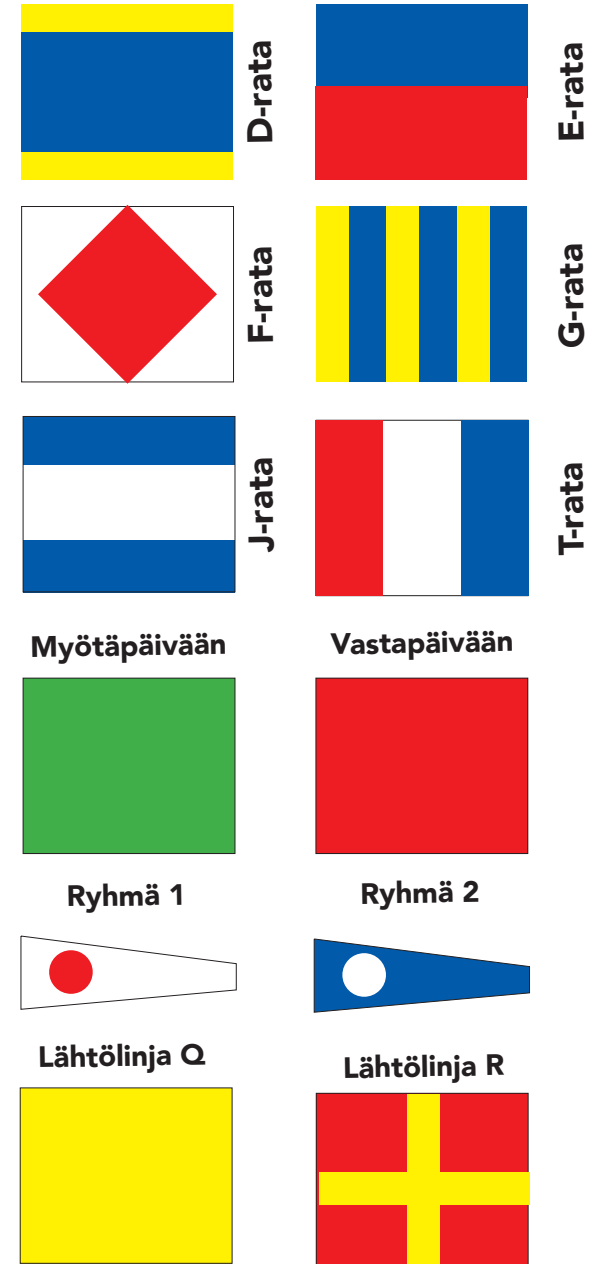 D-rata
E-rata
F-rata
G-rata
J-rata
T-rata
Myötäpäivään
Vastapäivään
Ryhmä 1
Ryhmä 2
Lähtölinja Q
Lähtölinja R